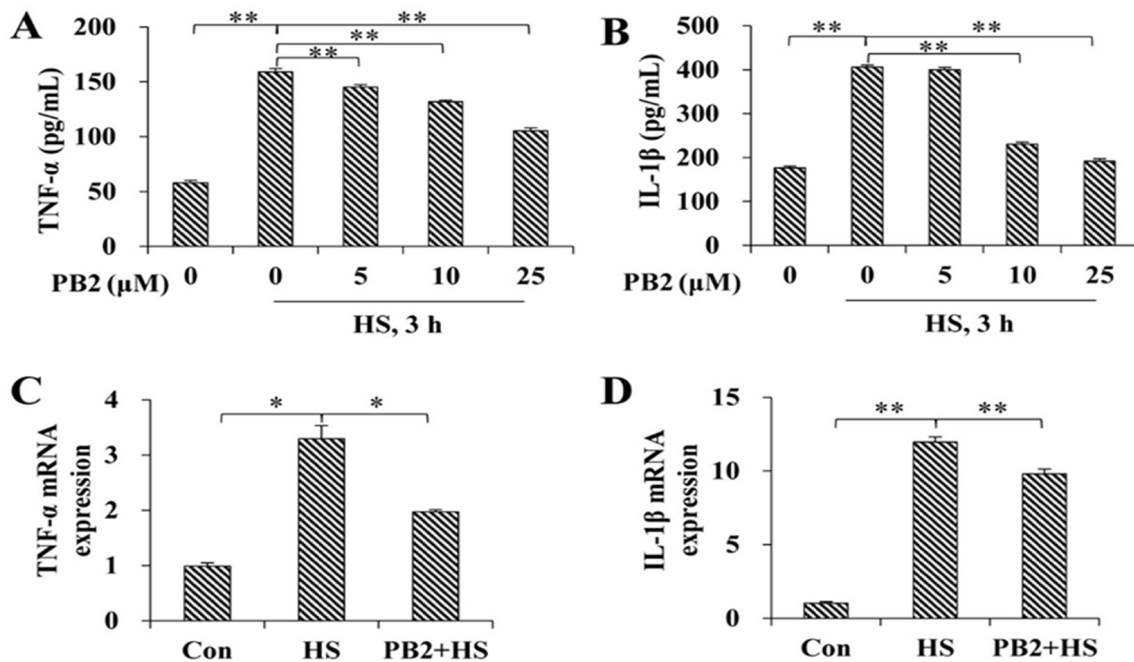 A
TNF-α (pg/mL)
200
150
100
50
0
** **
**
**
PB2 (μM) 0 0 5 10 25
HS, 3 h
B
IL-1β (pg/mL)
500
400
300
200
100
0
** **
**
PB2 (μM) 0 0 5 10 25
HS, 3 h
C
TNF-α mRNA
expression
4
3
2
1
0
* *
Con HS PB2+HS
D
IL-1β mRNA
expression
15
10
5
0
** **
Con HS PB2+HS